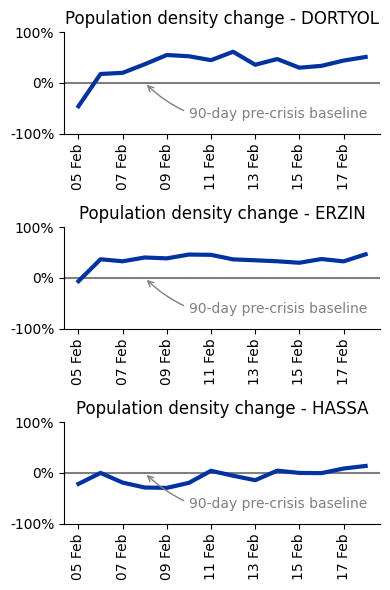 Population density change - DORTYOL
100%
0%
-100%
90-day pre-crisis baseline
05 Feb
07 Feb
09 Feb
11 Feb
13 Feb
15 Feb
17 Feb
Population density change - ERZIN
100%
0%
-100%
90-day pre-crisis baseline
05 Feb
07 Feb
09 Feb
11 Feb
13 Feb
15 Feb
17 Feb
Population density change - HASSA
100%
0%
-100%
90-day pre-crisis baseline
05 Feb
07 Feb
09 Feb
11 Feb
13 Feb
15 Feb
17 Feb